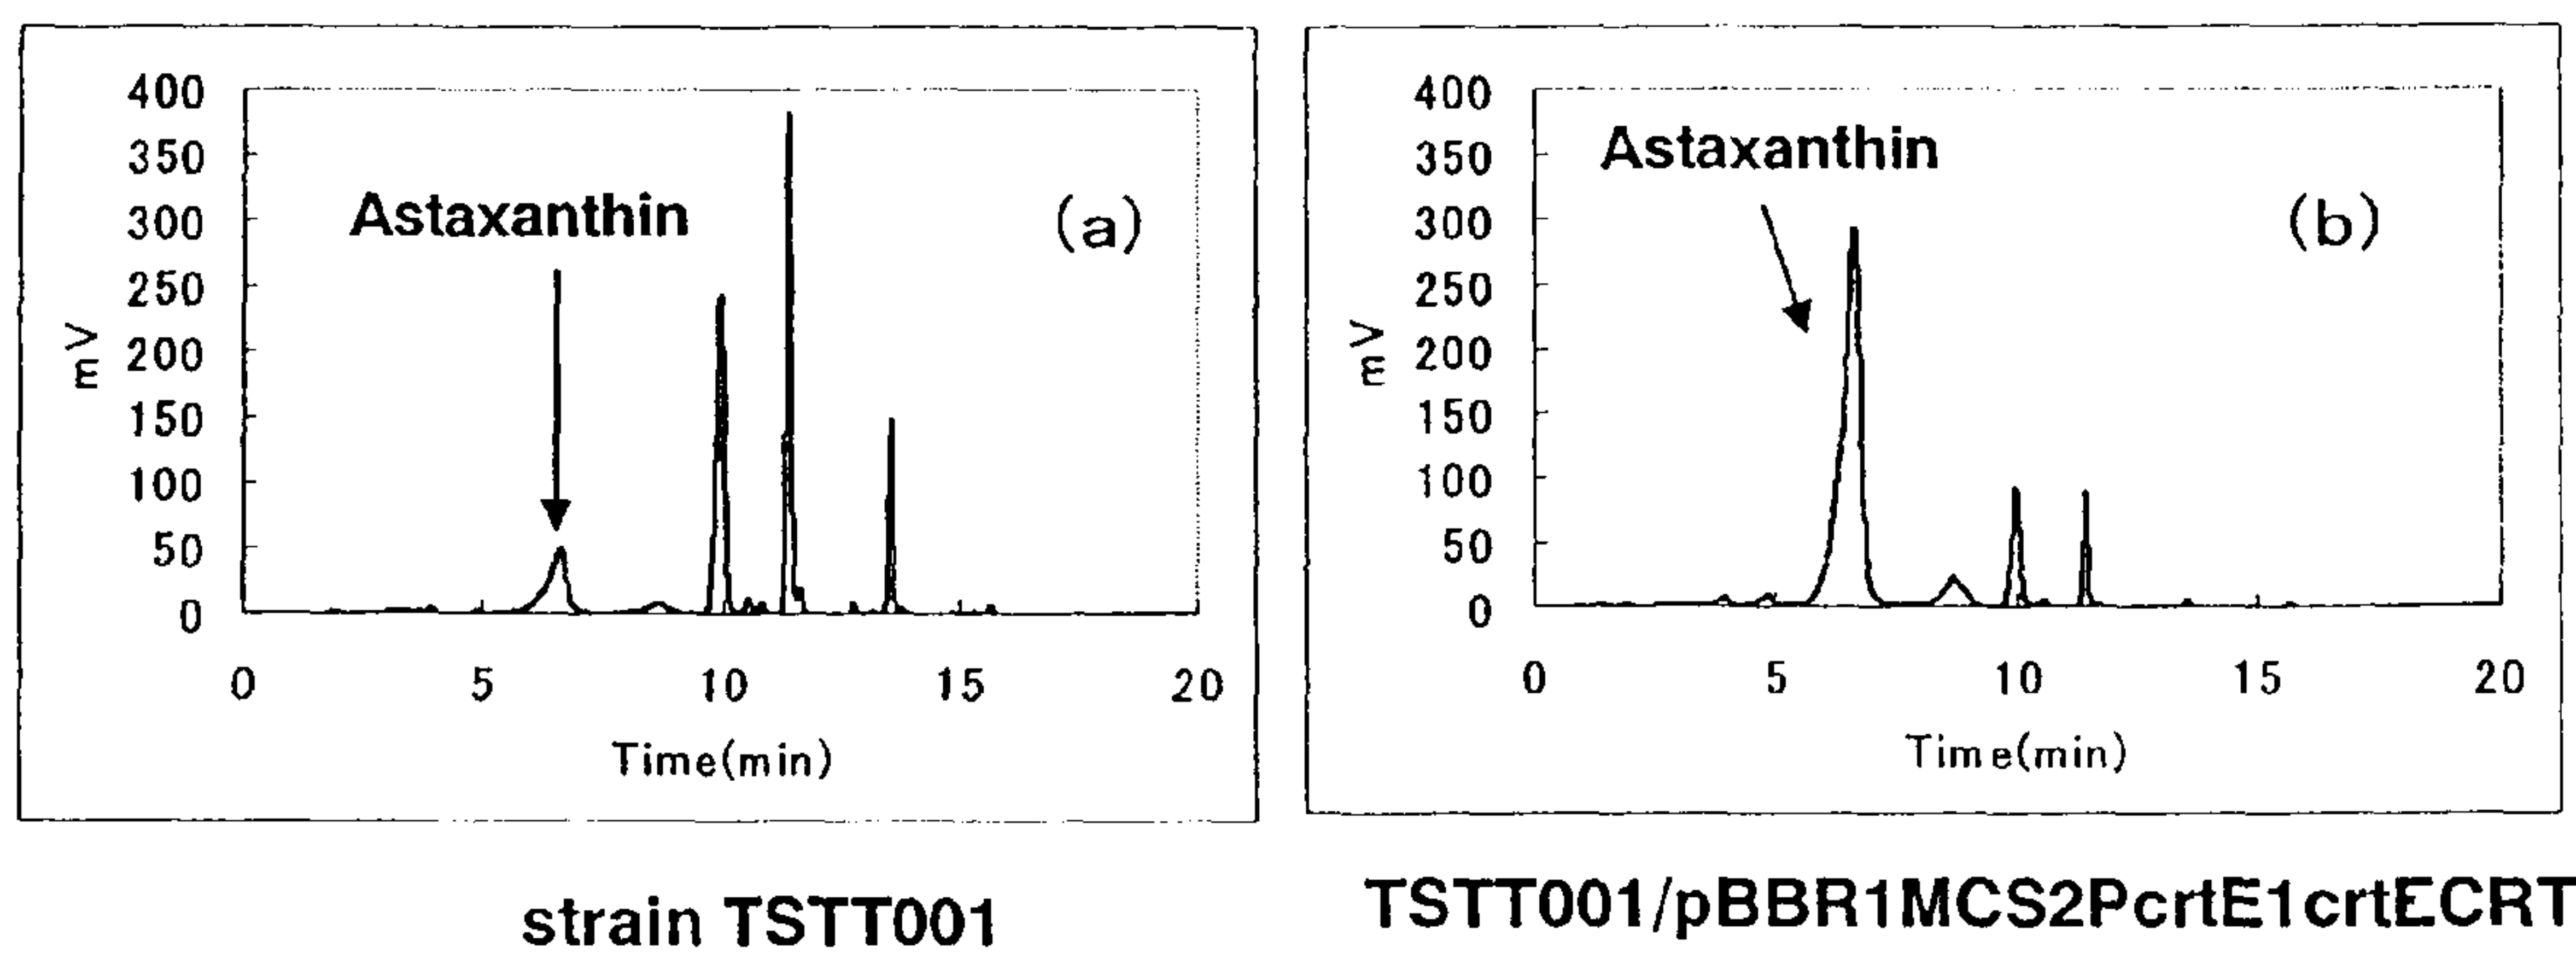 400
350
300
250
200
150
100
50
0
mV
Astaxanthin
(a)
0 5 10 15 20
Time(min)
strain TSTT001
400
350
300
250
200
150
100
50
0
mV
Astaxanthin
(b)
0 5 10 15 20
Time(min)
TSTT001/pBBR1MCS2PcrtE1crtECRT